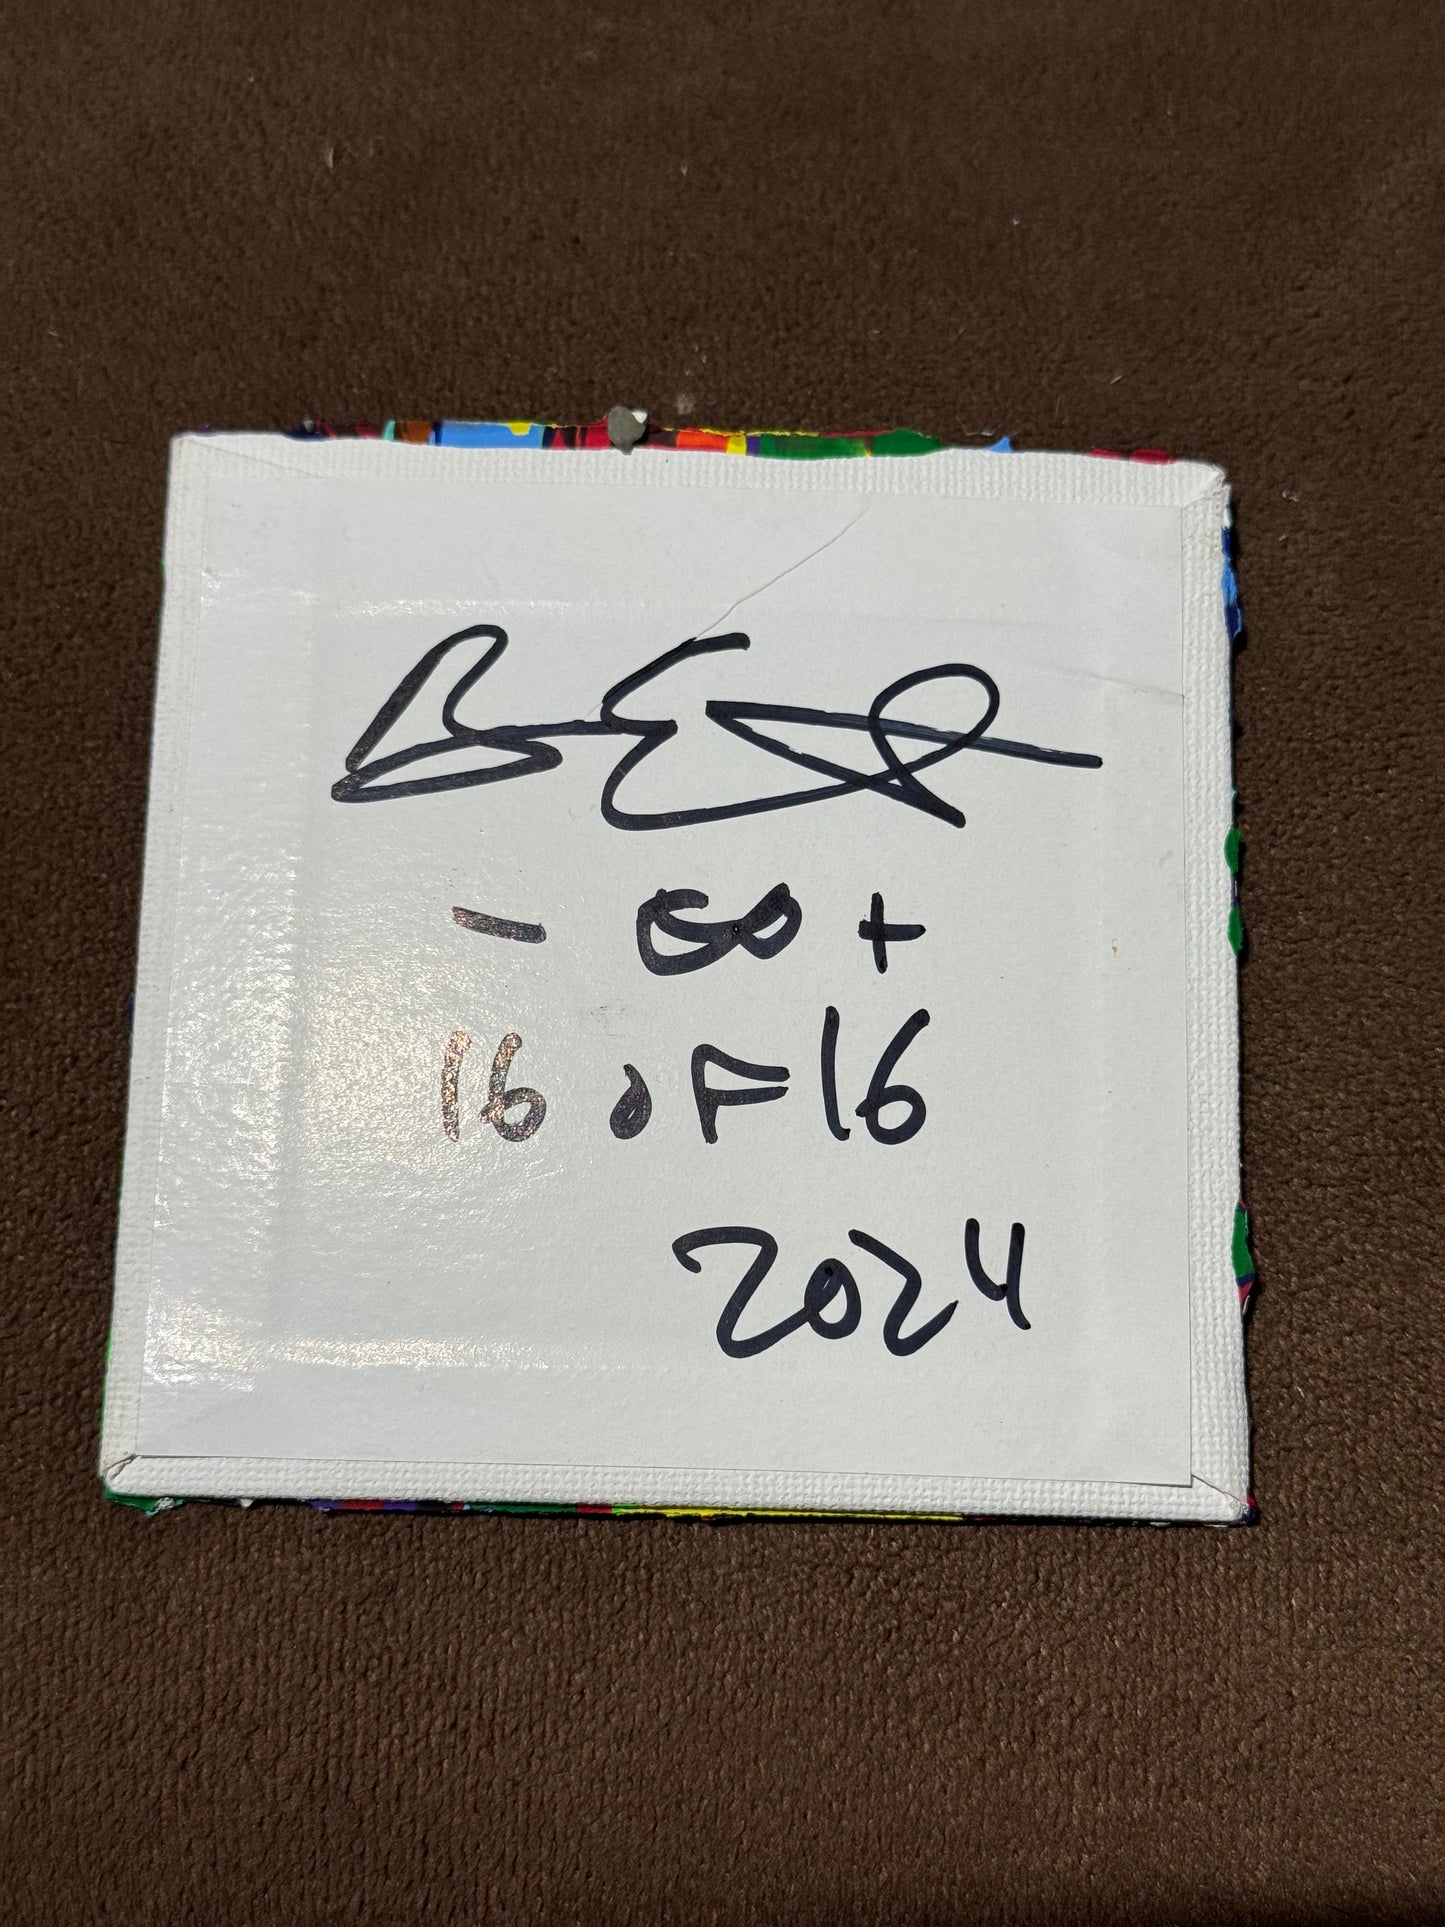 - ∞ +
16 of 16
2024